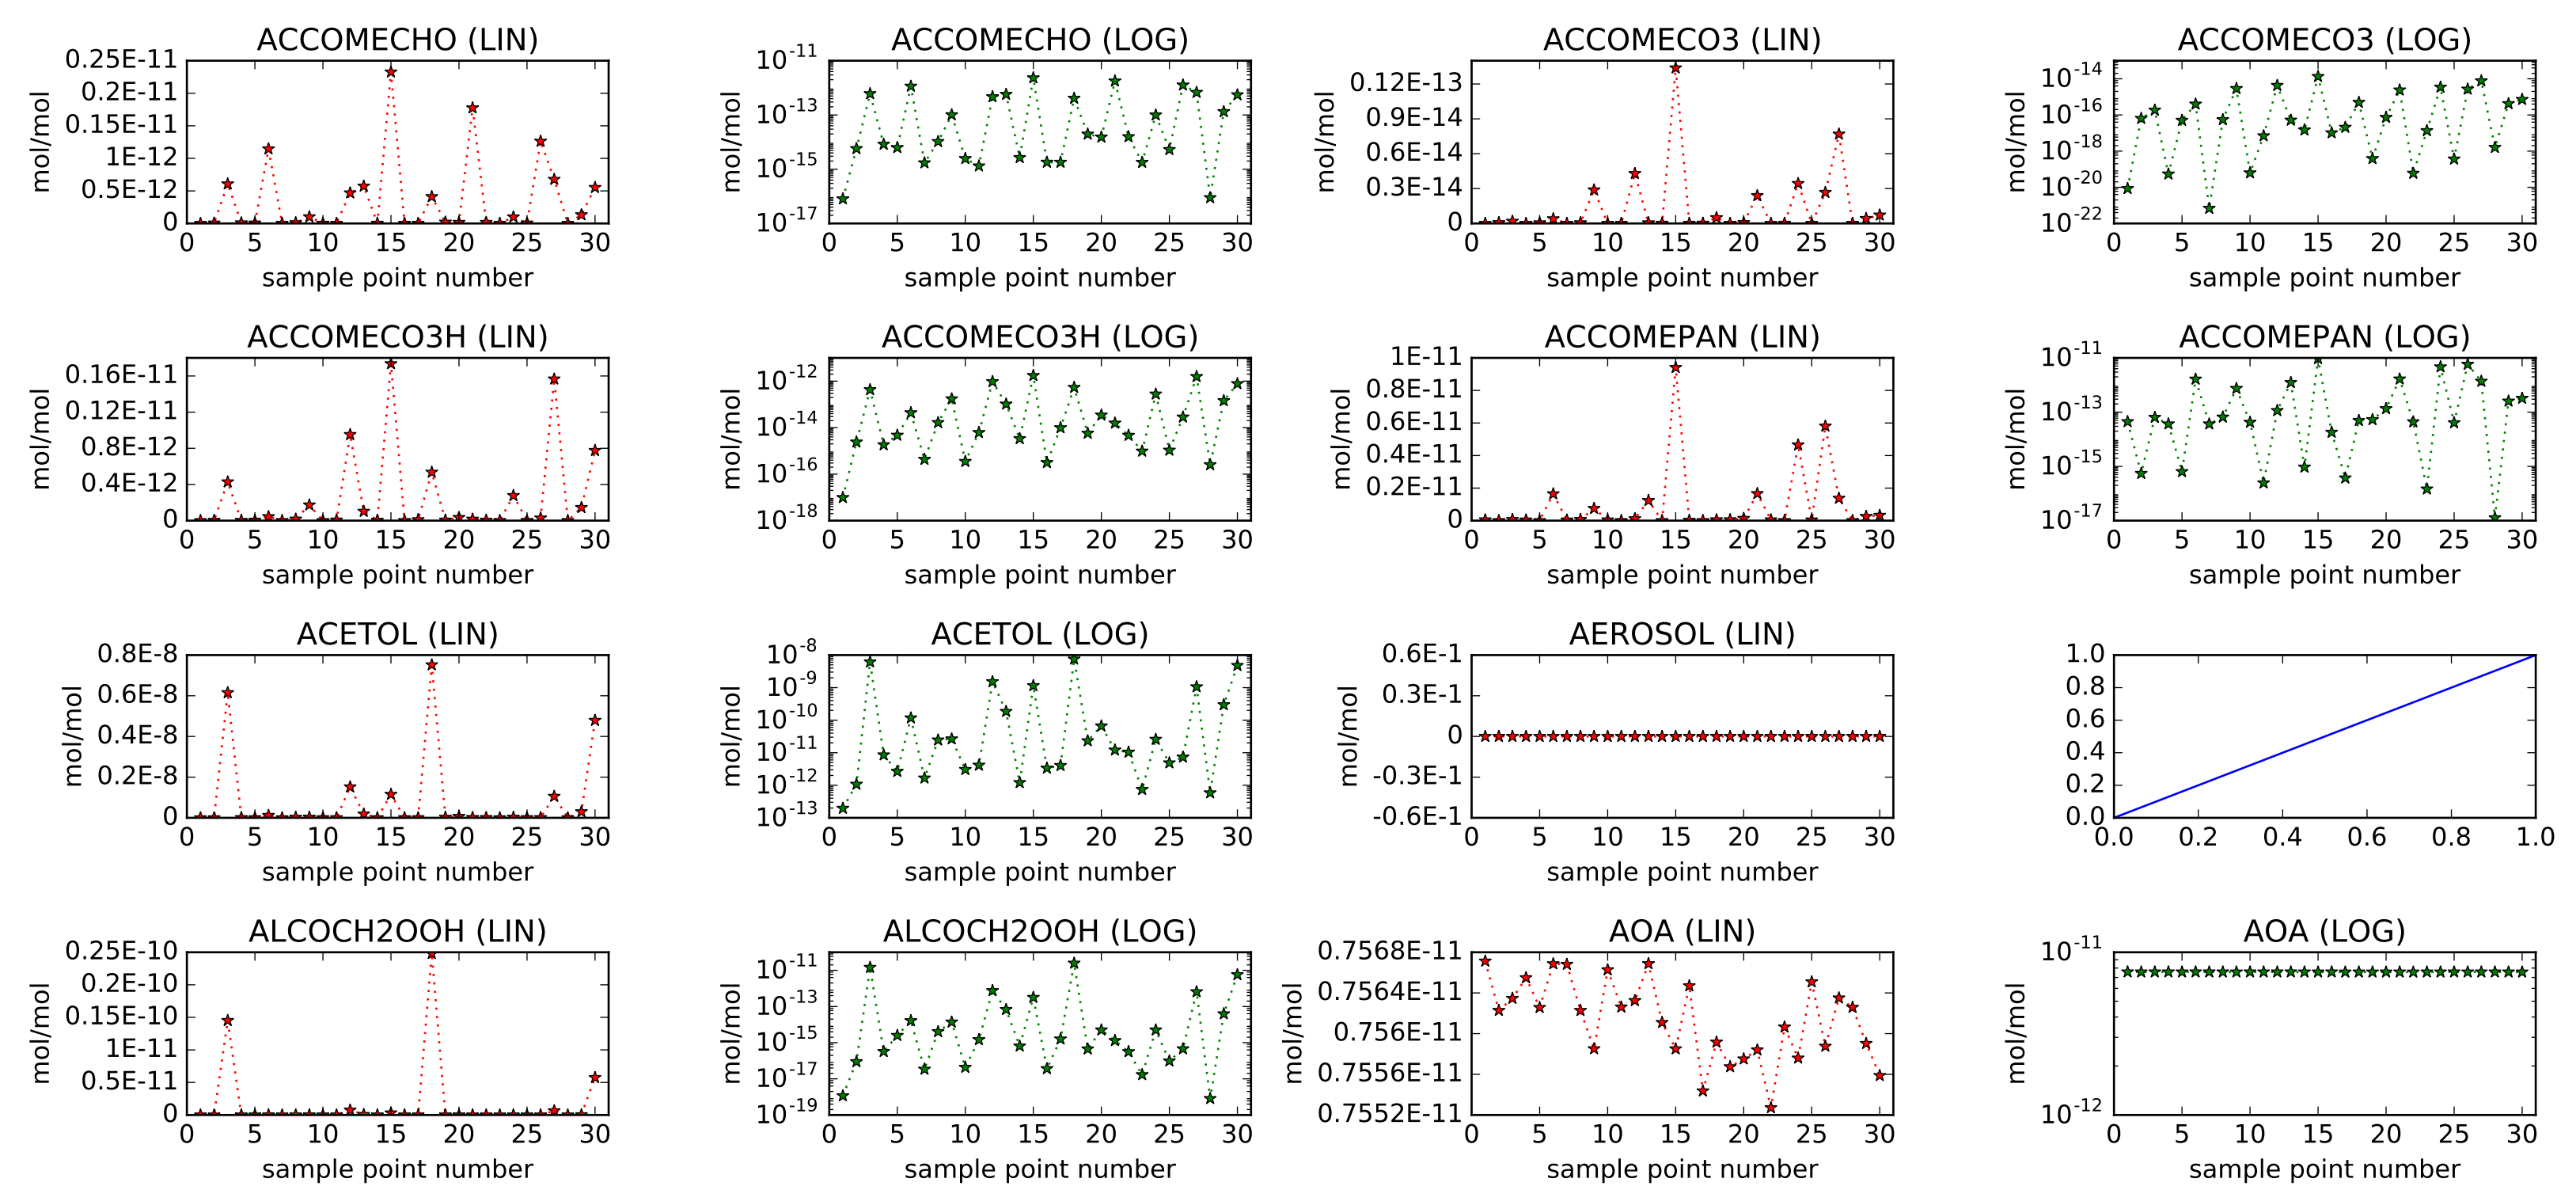 ACCOMECHO (LIN)
0.25E-11
0.2E-11
0.15E-11
1E-12
0.5E-12
0
mol/mol
0 5 10 15 20 25 30
sample point number
ACCOMECHO (LOG)
10-11
10-13
10-15
10-17
mol/mol
0 5 10 15 20 25 30
sample point number
ACCOMECO3 (LIN)
0.12E-13
0.9E-14
0.6E-14
0.3E-14
0
mol/mol
0 5 10 15 20 25 30
sample point number
ACCOMECO3 (LOG)
10-14
10-16
10-18
10-20
10-22
mol/mol
0 5 10 15 20 25 30
sample point number
ACCOMECO3H (LIN)
0.16E-11
0.12E-11
0.8E-12
0.4E-12
0
mol/mol
0 5 10 15 20 25 30
sample point number
ACCOMECO3H (LOG)
10-12
10-14
10-16
10-18
mol/mol
0 5 10 15 20 25 30
sample point number
ACCOMEPAN (LIN)
1E-11
0.8E-11
0.6E-11
0.4E-11
0.2E-11
0
mol/mol
0 5 10 15 20 25 30
sample point number
ACCOMEPAN (LOG)
10-11
10-13
10-15
10-17
mol/mol
0 5 10 15 20 25 30
sample point number
ACETOL (LIN)
0.8E-8
0.6E-8
0.4E-8
0.2E-8
0
mol/mol
0 5 10 15 20 25 30
sample point number
ACETOL (LOG)
10-8
10-9
10-10
10-11
10-12
10-13
mol/mol
0 5 10 15 20 25 30
sample point number
AEROSOL (LIN)
0.6E-1
0.3E-1
0
-0.3E-1
-0.6E-1
mol/mol
0 5 10 15 20 25 30
sample point number
1.0
0.8
0.6
0.4
0.2
0.0
0.0 0.2 0.4 0.6 0.8 1.0
ALCOCH2OOH (LIN)
0.25E-10
0.2E-10
0.15E-10
1E-11
0.5E-11
0
mol/mol
0 5 10 15 20 25 30
sample point number
ALCOCH2OOH (LOG)
10-11
10-13
10-15
10-17
10-19
mol/mol
0 5 10 15 20 25 30
sample point number
AOA (LIN)
0.7568E-11
0.7564E-11
0.756E-11
0.7556E-11
0.7552E-11
mol/mol
0 5 10 15 20 25 30
sample point number
AOA (LOG)
10-11
10-12
mol/mol
0 5 10 15 20 25 30
sample point number